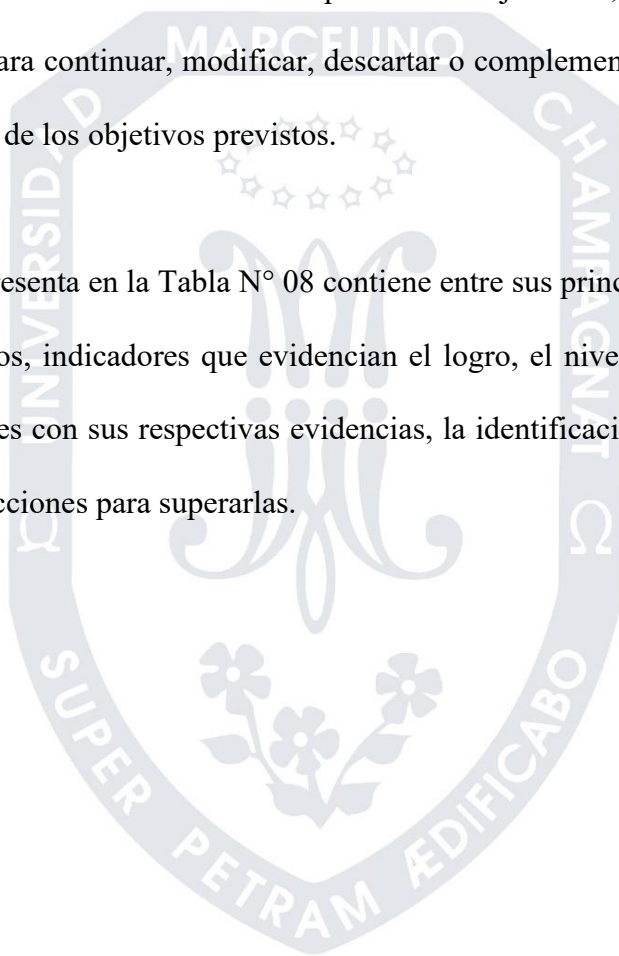 ara continuar, modificar, descartar o complemen
de los objetivos previstos.
resenta en la Tabla N° 08 contiene entre sus princ
os, indicadores que evidencian el logro, el nive
es con sus respectivas evidencias, la identificaci
cciones para superarlas.
UNIVERSIDAD MARCELINO CHAMPAGNAT
SUPER PETRAM ÆDIFICABO